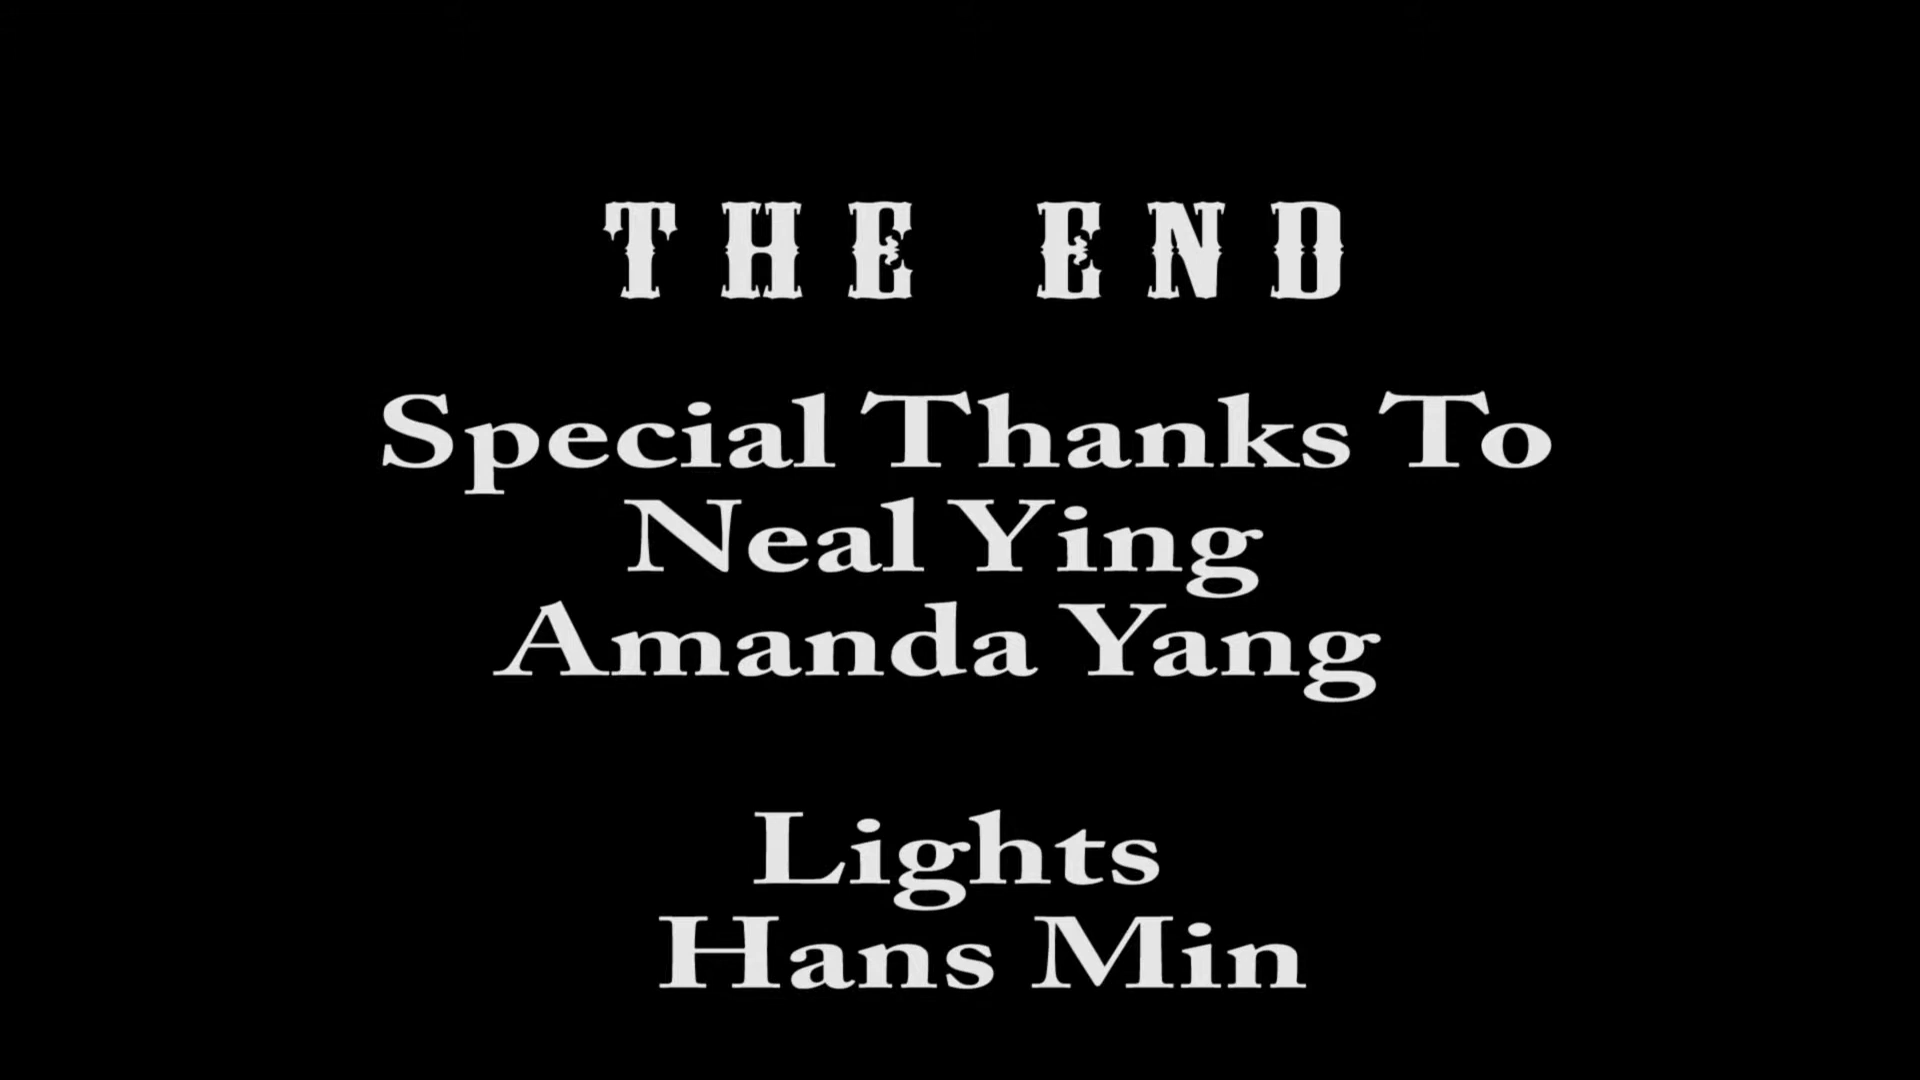 THE END
Special Thanks To
Neal Ying
Amanda Yang
Lights
Hans Min